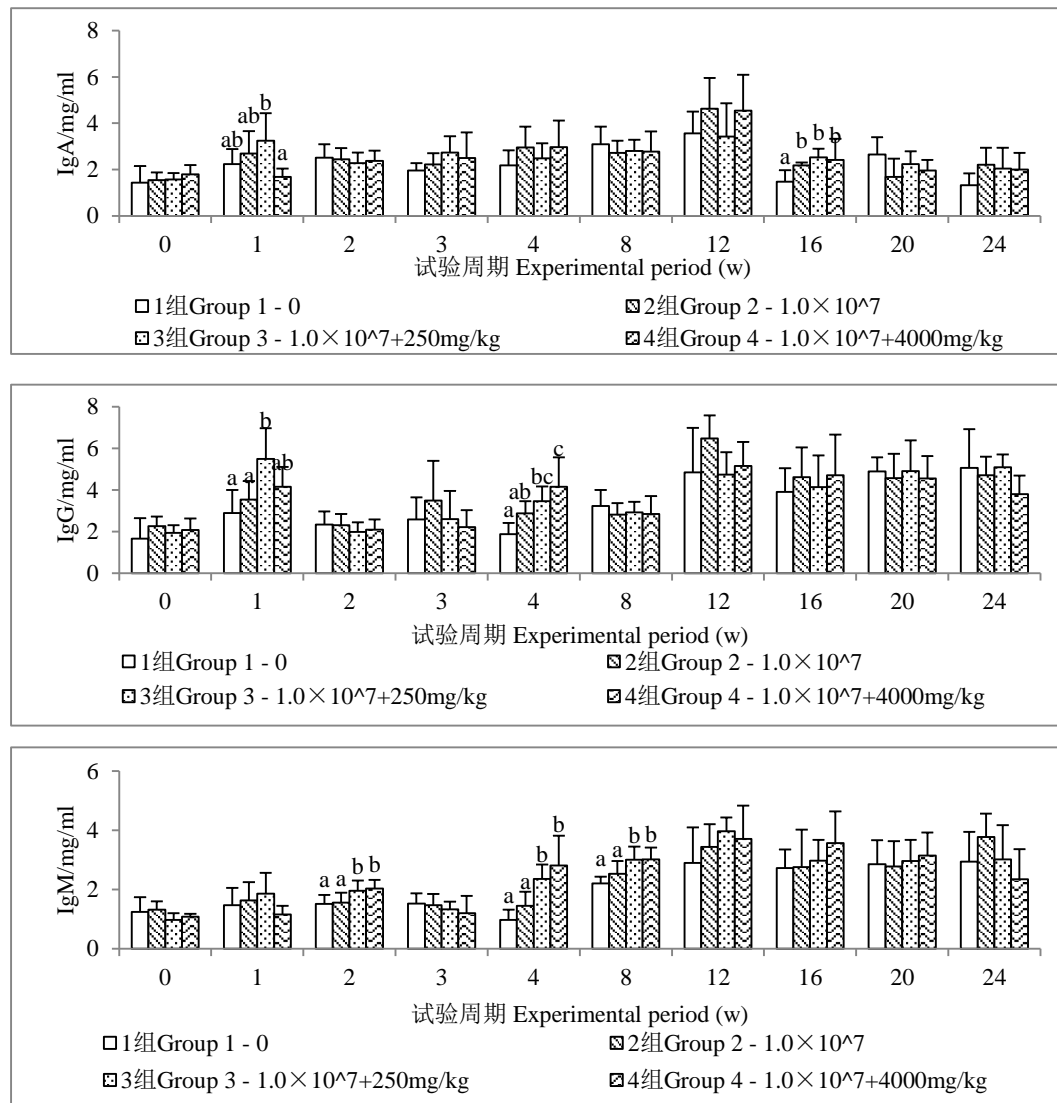 8
6
4
2
0
IgA/mg/ml
ab
ab
b
a
a
b
b
b
0 1 2 3 4 8 12 16 20 24
试验周期 Experimental period (w)
1组Group 1 - 0 2组Group 2 - 1.0×10^7
3组Group 3 - 1.0×10^7+250mg/kg 4组Group 4 - 1.0×10^7+4000mg/kg
8
6
4
2
0
IgG/mg/ml
a
a
b
ab
a
ab
bc
c
0 1 2 3 4 8 12 16 20 24
试验周期 Experimental period (w)
1组Group 1 - 0 2组Group 2 - 1.0×10^7
3组Group 3 - 1.0×10^7+250mg/kg 4组Group 4 - 1.0×10^7+4000mg/kg
6
4
2
0
IgM/mg/ml
a
a
b
b
a
a
b
b
a
a
b
b
0 1 2 3 4 8 12 16 20 24
试验周期 Experimental period (w)
1组Group 1 - 0 2组Group 2 - 1.0×10^7
3组Group 3 - 1.0×10^7+250mg/kg 4组Group 4 - 1.0×10^7+4000mg/kg